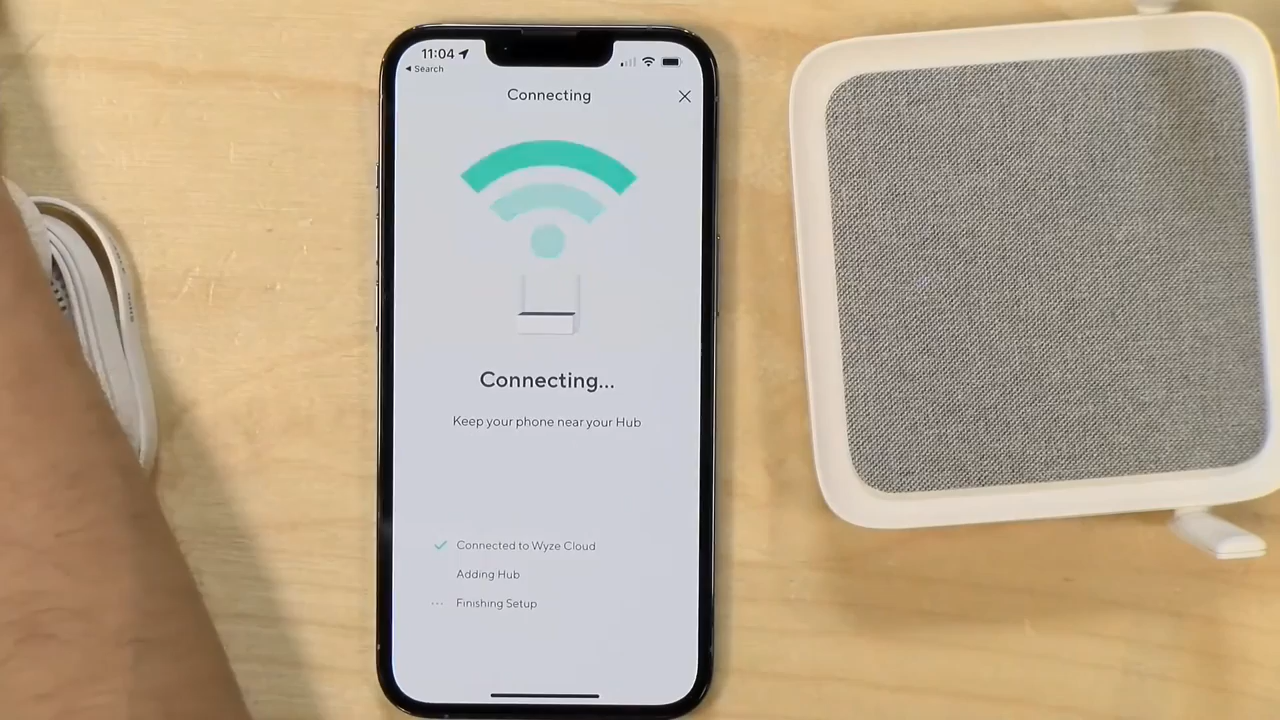 11:04
Search
Connecting
Connecting...
Keep your phone near your Hub
Connected to Wyze Cloud
Adding Hub
Finishing Setup